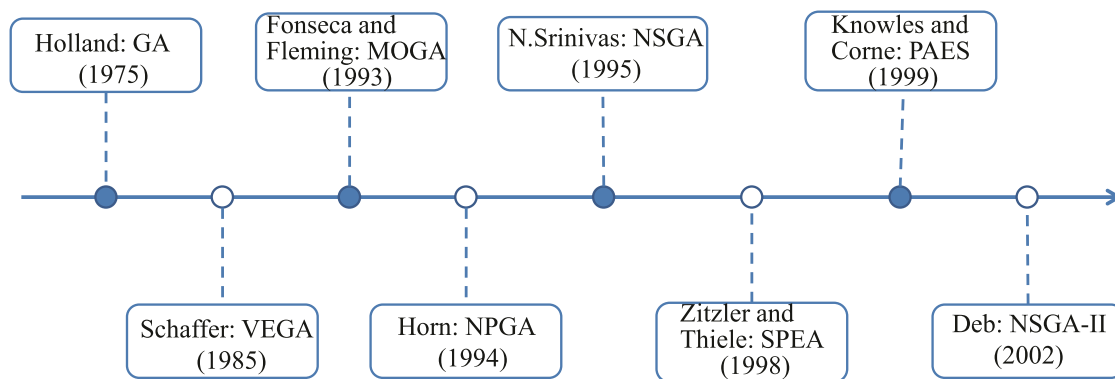 Holland: GA
(1975)
Fonseca and
Fleming: MOGA
(1993)
N.Srinivas: NSGA
(1995)
Knowles and
Corne: PAES
(1999)
Schaffer: VEGA
(1985)
Horn: NPGA
(1994)
Zitzler and
Thiele: SPEA
(1998)
Deb: NSGA-II
(2002)